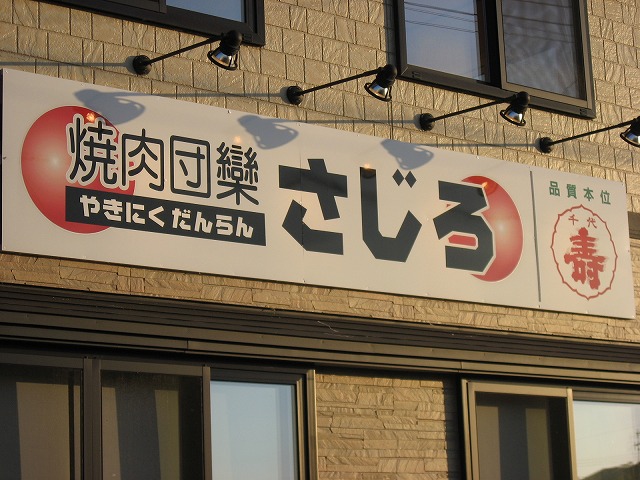 焼肉団欒
やきにくだんらん
さじろ
品質本位
千代
寿